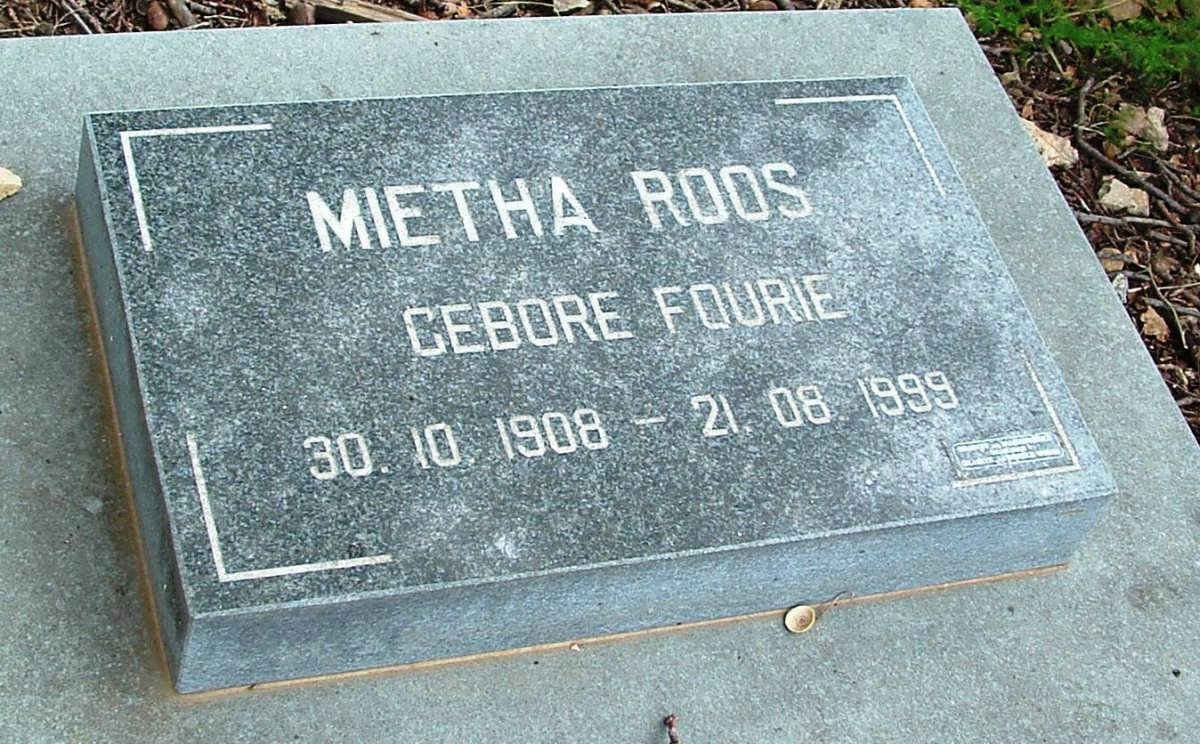 MIETHA ROOS
GEBORE FOURIE
30. 10. 1908 – 21. 08. 1999